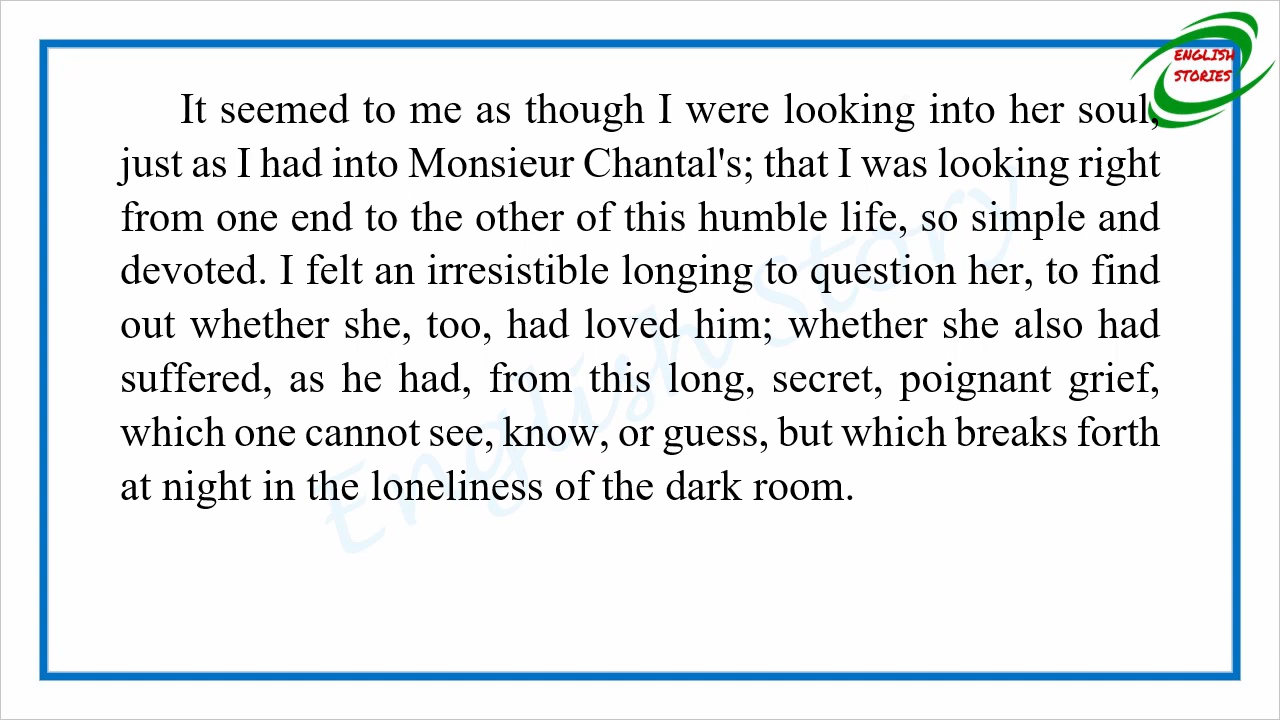 ENGLISH
STORIES
It seemed to me as though I were looking into her soul,
just as I had into Monsieur Chantal's; that I was looking right
from one end to the other of this humble life, so simple and
devoted. I felt an irresistible longing to question her, to find
out whether she, too, had loved him; whether she also had
suffered, as he had, from this long, secret, poignant grief,
which one cannot see, know, or guess, but which breaks forth
at night in the loneliness of the dark room.
English Story